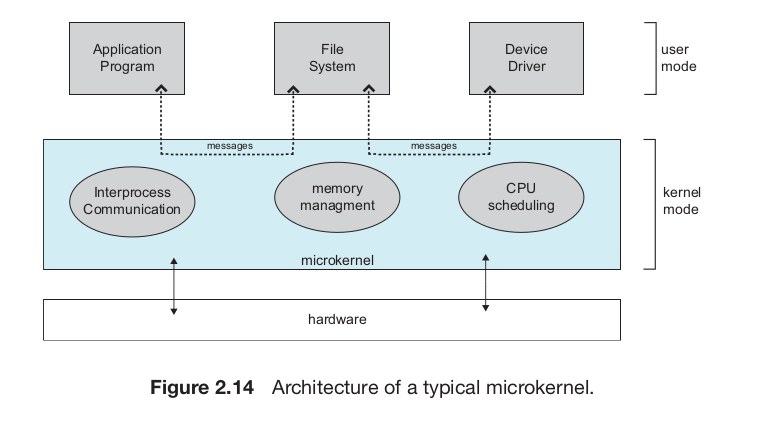 Application
Program
File
System
Device
Driver
user
mode
messages
messages
Interprocess
Communication
memory
managment
CPU
scheduling
kernel
mode
microkernel
hardware
Figure 2.14 Architecture of a typical microkernel.